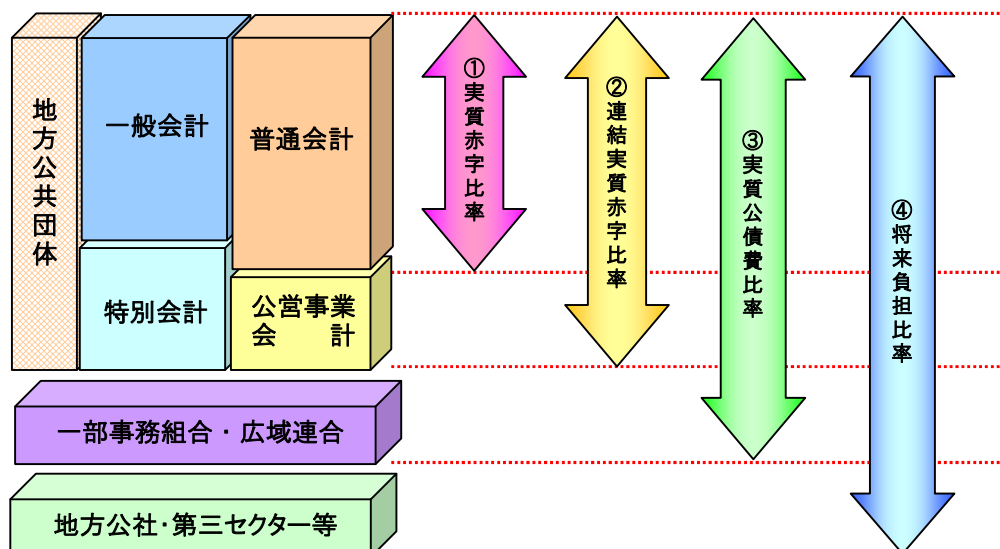 地方公共団体
一般会計
普通会計
特別会計
公営事業
会　　計
一部事務組合・広域連合
地方公社・第三セクター等
①実質赤字比率
②連結実質赤字比率
③実質公債費比率
④将来負担比率